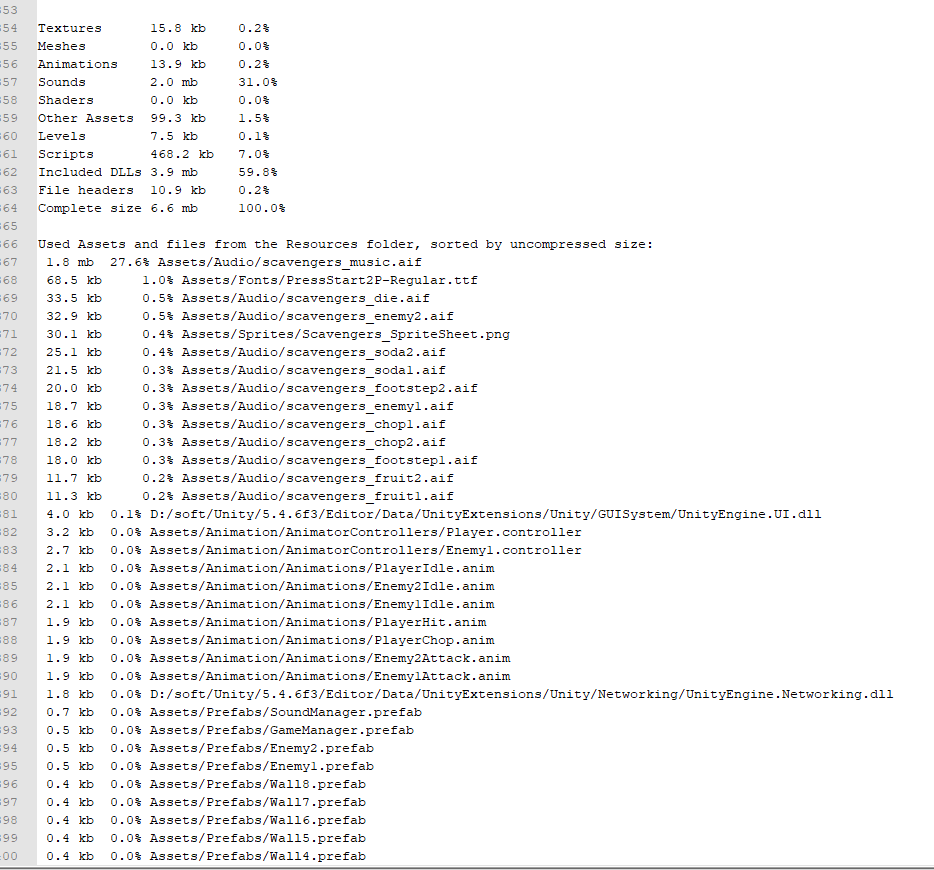 353
354 Textures 15.8 kb 0.2%
355 Meshes 0.0 kb 0.0%
356 Animations 13.9 kb 0.2%
357 Sounds 2.0 mb 31.0%
358 Shaders 0.0 kb 0.0%
359 Other Assets 99.3 kb 1.5%
360 Levels 7.5 kb 0.1%
361 Scripts 468.2 kb 7.0%
362 Included DLLs 3.9 mb 59.8%
363 File headers 10.9 kb 0.2%
364 Complete size 6.6 mb 100.0%
365
366 Used Assets and files from the Resources folder, sorted by uncompressed size:
367 1.8 mb 27.6% Assets/Audio/scavengers_music.aif
368 68.5 kb 1.0% Assets/Fonts/PressStart2P-Regular.ttf
369 33.5 kb 0.5% Assets/Audio/scavengers_die.aif
370 32.9 kb 0.5% Assets/Audio/scavengers_enemy2.aif
371 30.1 kb 0.4% Assets/Sprites/Scavengers_SpriteSheet.png
372 25.1 kb 0.4% Assets/Audio/scavengers_soda2.aif
373 21.5 kb 0.3% Assets/Audio/scavengers_soda1.aif
374 20.0 kb 0.3% Assets/Audio/scavengers_footstep2.aif
375 18.7 kb 0.3% Assets/Audio/scavengers_enemy1.aif
376 18.6 kb 0.3% Assets/Audio/scavengers_chop1.aif
377 18.2 kb 0.3% Assets/Audio/scavengers_chop2.aif
378 18.0 kb 0.3% Assets/Audio/scavengers_footstep1.aif
379 11.7 kb 0.2% Assets/Audio/scavengers_fruit2.aif
380 11.3 kb 0.2% Assets/Audio/scavengers_fruit1.aif
381 4.0 kb 0.1% D:/soft/Unity/5.4.6f3/Editor/Data/UnityExtensions/Unity/GUISystem/UnityEngine.UI.dll
382 3.2 kb 0.0% Assets/Animation/AnimatorControllers/Player.controller
383 2.7 kb 0.0% Assets/Animation/AnimatorControllers/Enemy1.controller
384 2.1 kb 0.0% Assets/Animation/Animations/PlayerIdle.anim
385 2.1 kb 0.0% Assets/Animation/Animations/Enemy2Idle.anim
386 2.1 kb 0.0% Assets/Animation/Animations/Enemy1Idle.anim
387 1.9 kb 0.0% Assets/Animation/Animations/PlayerHit.anim
388 1.9 kb 0.0% Assets/Animation/Animations/PlayerChop.anim
389 1.9 kb 0.0% Assets/Animation/Animations/Enemy2Attack.anim
390 1.9 kb 0.0% Assets/Animation/Animations/Enemy1Attack.anim
391 1.8 kb 0.0% D:/soft/Unity/5.4.6f3/Editor/Data/UnityExtensions/Unity/Networking/UnityEngine.Networking.dll
392 0.7 kb 0.0% Assets/Prefabs/SoundManager.prefab
393 0.5 kb 0.0% Assets/Prefabs/GameManager.prefab
394 0.5 kb 0.0% Assets/Prefabs/Enemy2.prefab
395 0.5 kb 0.0% Assets/Prefabs/Enemy1.prefab
396 0.4 kb 0.0% Assets/Prefabs/Wall8.prefab
397 0.4 kb 0.0% Assets/Prefabs/Wall7.prefab
398 0.4 kb 0.0% Assets/Prefabs/Wall6.prefab
399 0.4 kb 0.0% Assets/Prefabs/Wall5.prefab
400 0.4 kb 0.0% Assets/Prefabs/Wall4.prefab